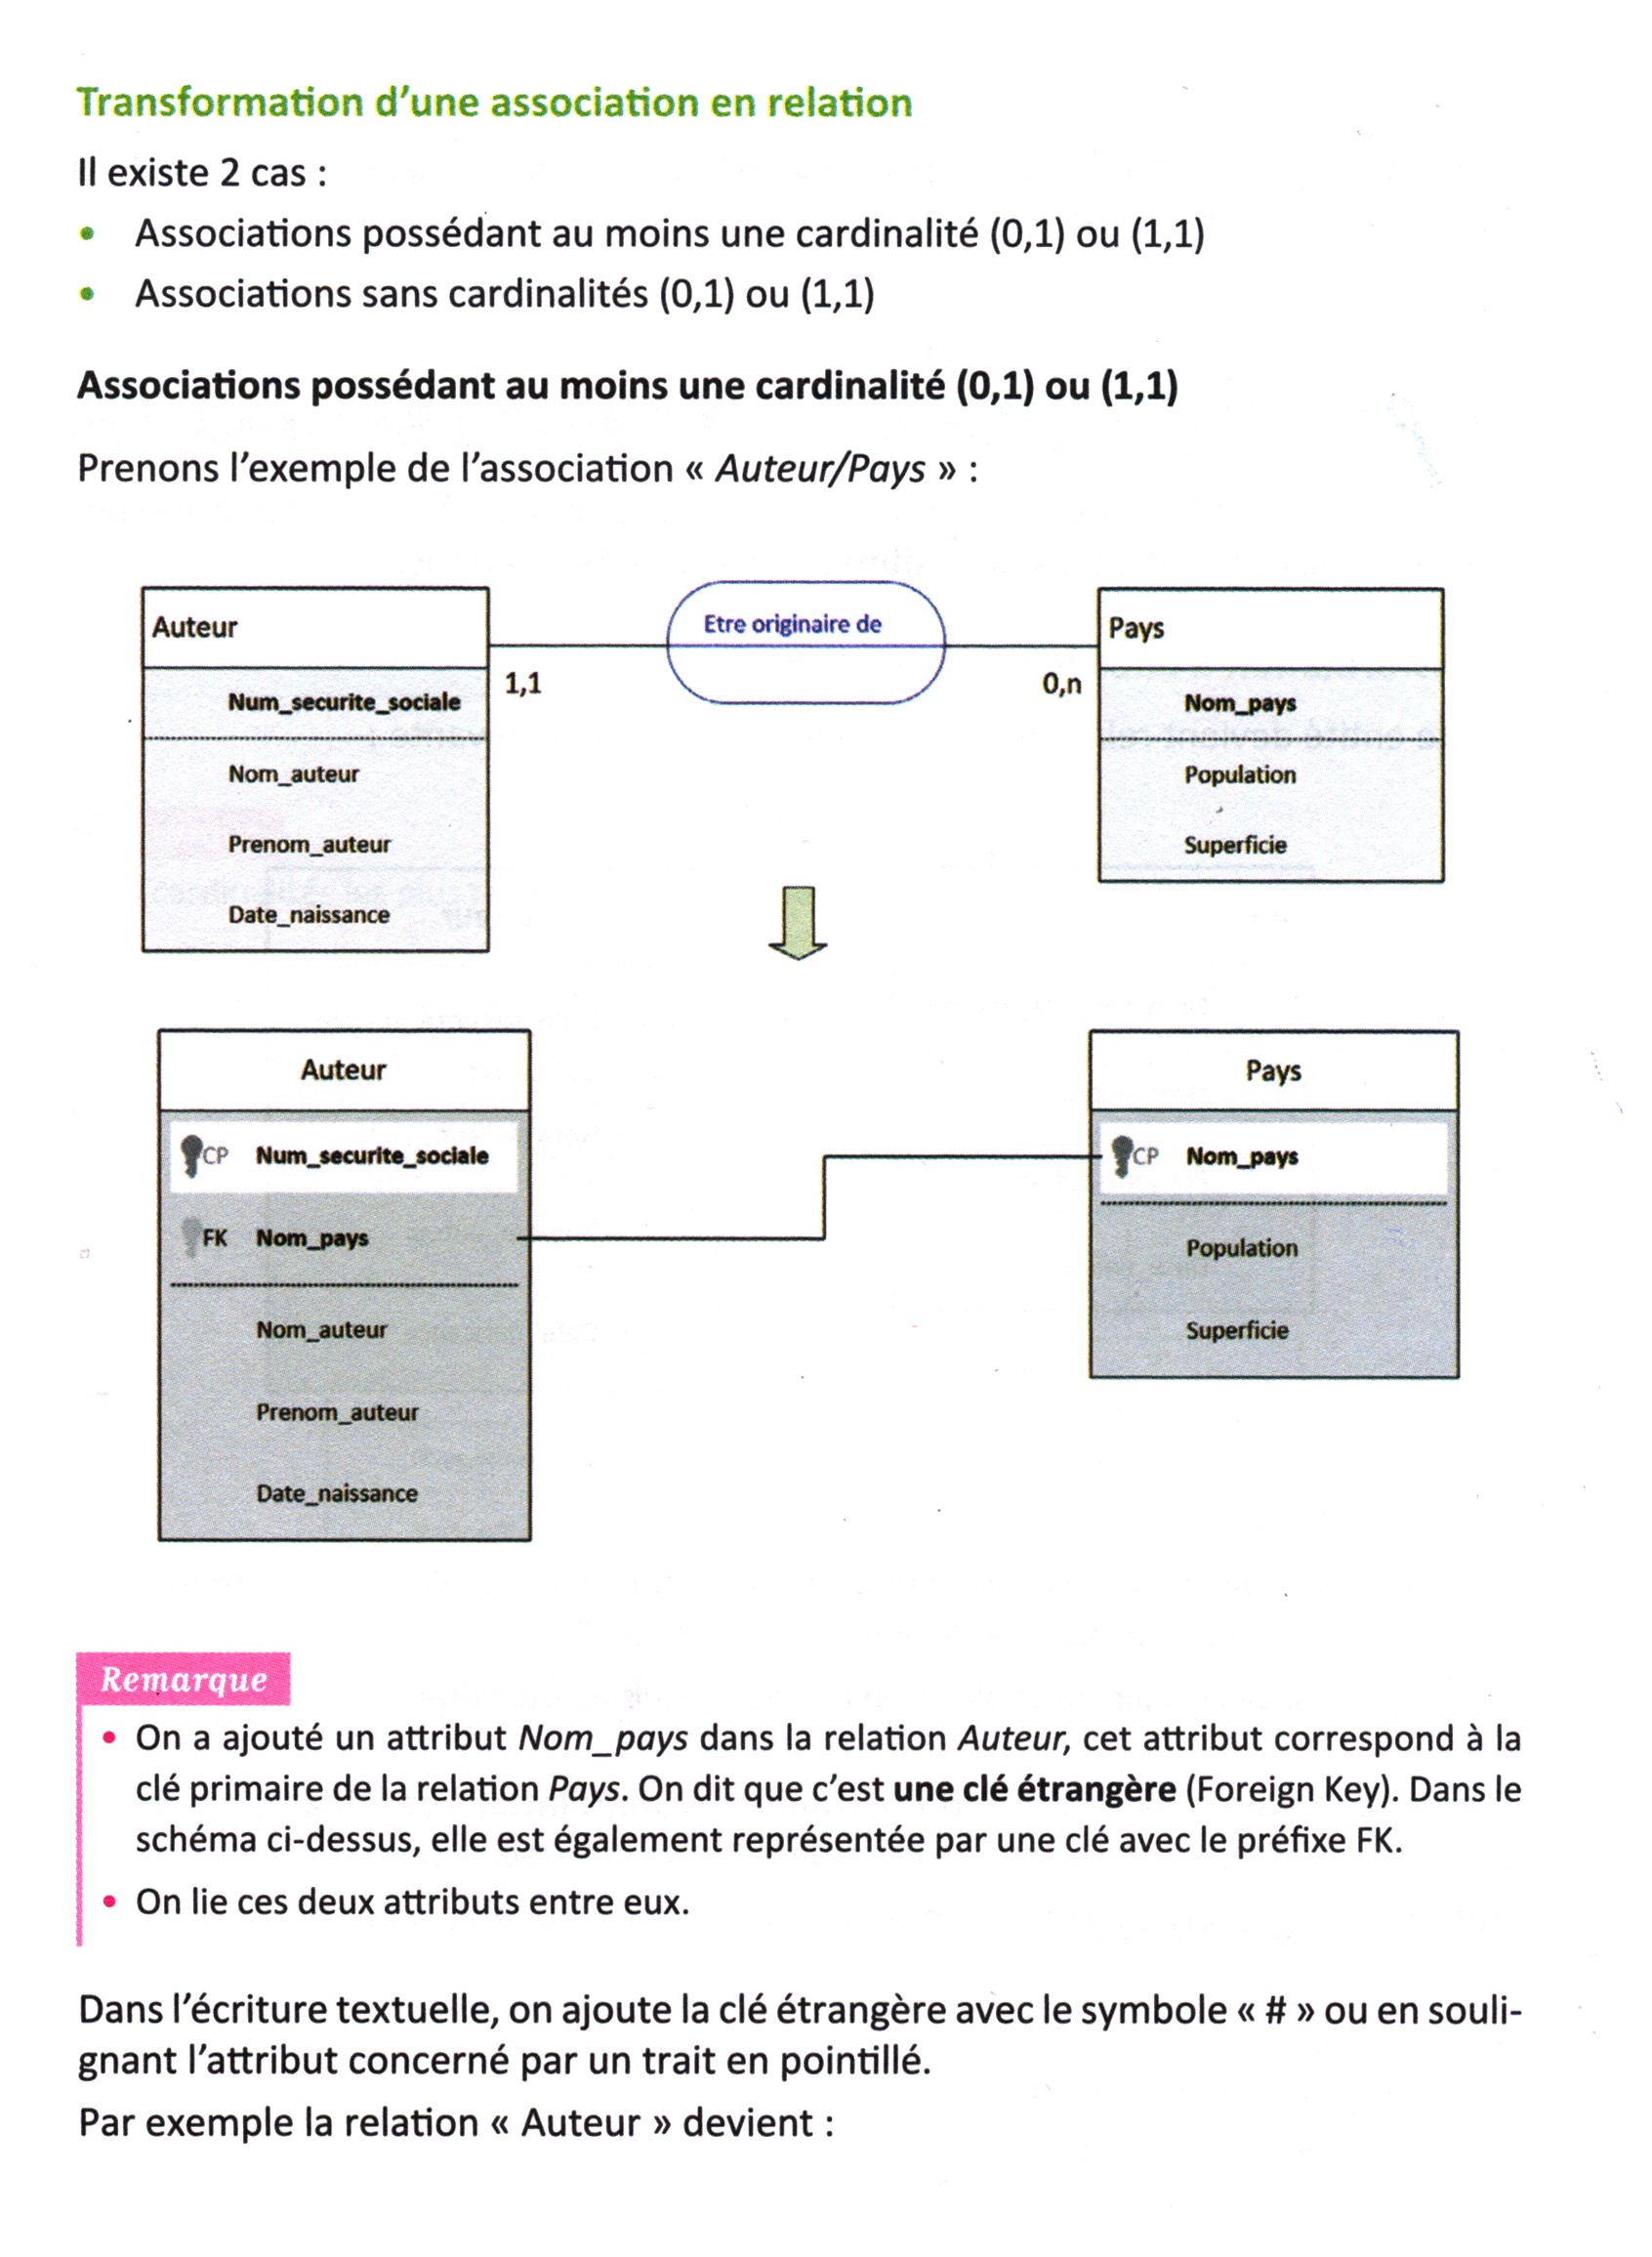 Transformation d'une association en relation
Il existe 2 cas :
• Associations possédant au moins une cardinalité (0,1) ou (1,1)
• Associations sans cardinalités (0,1) ou (1,1)
Associations possédant au moins une cardinalité (0,1) ou (1,1)
Prenons l'exemple de l'association « Auteur/Pays » :
Auteur
Num_securite_sociale
Nom_auteur
Prenom_auteur
Date_naissance
1,1
Etre originaire de
0,n
Pays
Nom_pays
Population
Superficie
Auteur
CP Num_securite_sociale
FK Nom_pays
Nom_auteur
Prenom_auteur
Date_naissance
Pays
CP Nom_pays
Population
Superficie
Remarque
• On a ajouté un attribut Nom_pays dans la relation Auteur, cet attribut correspond à la
clé primaire de la relation Pays. On dit que c'est une clé étrangère (Foreign Key). Dans le
schéma ci-dessus, elle est également représentée par une clé avec le préfixe FK.
• On lie ces deux attributs entre eux.
Dans l'écriture textuelle, on ajoute la clé étrangère avec le symbole « # » ou en souli-
gnant l'attribut concerné par un trait en pointillé.
Par exemple la relation « Auteur » devient :